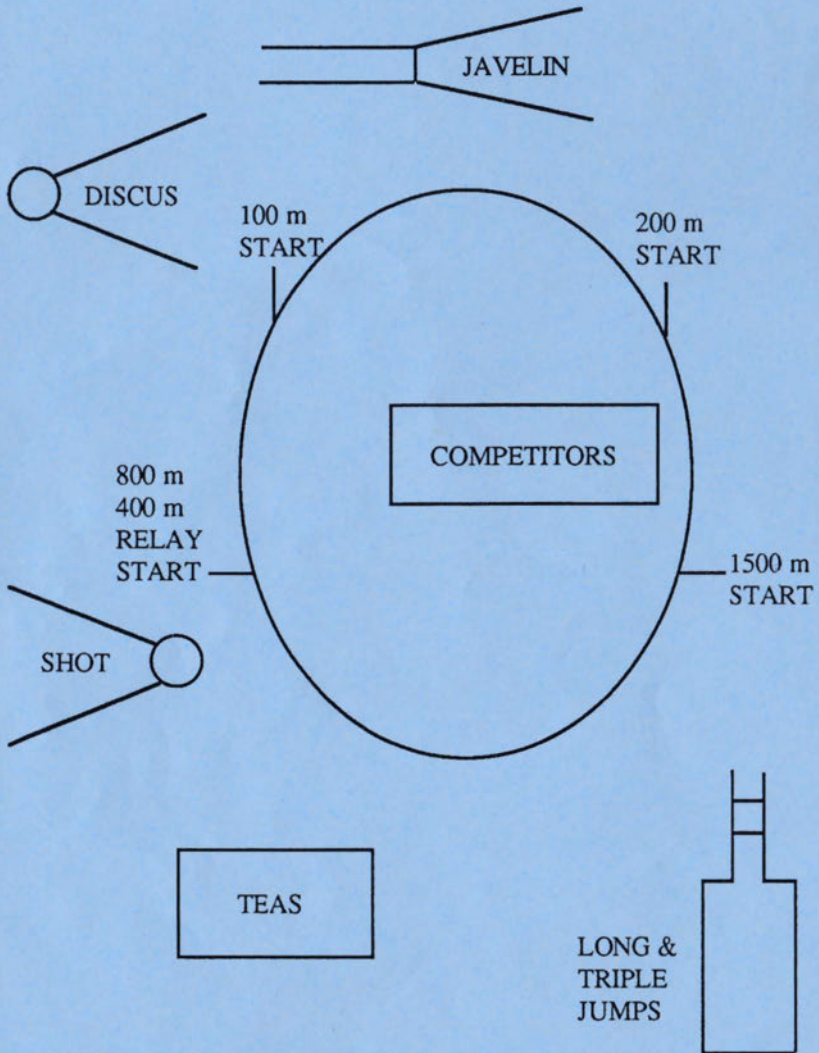 JAVELIN
DISCUS
100 m
START
200 m
START
COMPETITORS
800 m
400 m
RELAY
START
1500 m
START
SHOT
TEAS
LONG &
TRIPLE
JUMPS